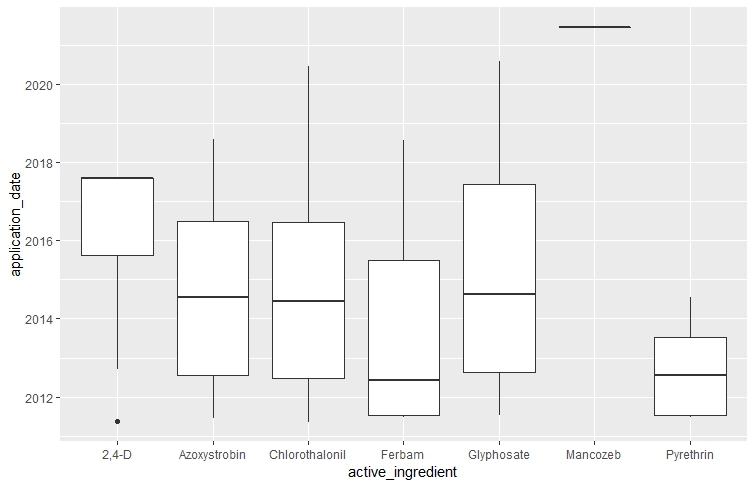 application_date
2020
2018
2016
2014
2012
2,4-D Azoxystrobin Chlorothalonil Ferbam Glyphosate Mancozeb Pyrethrin
active_ingredient